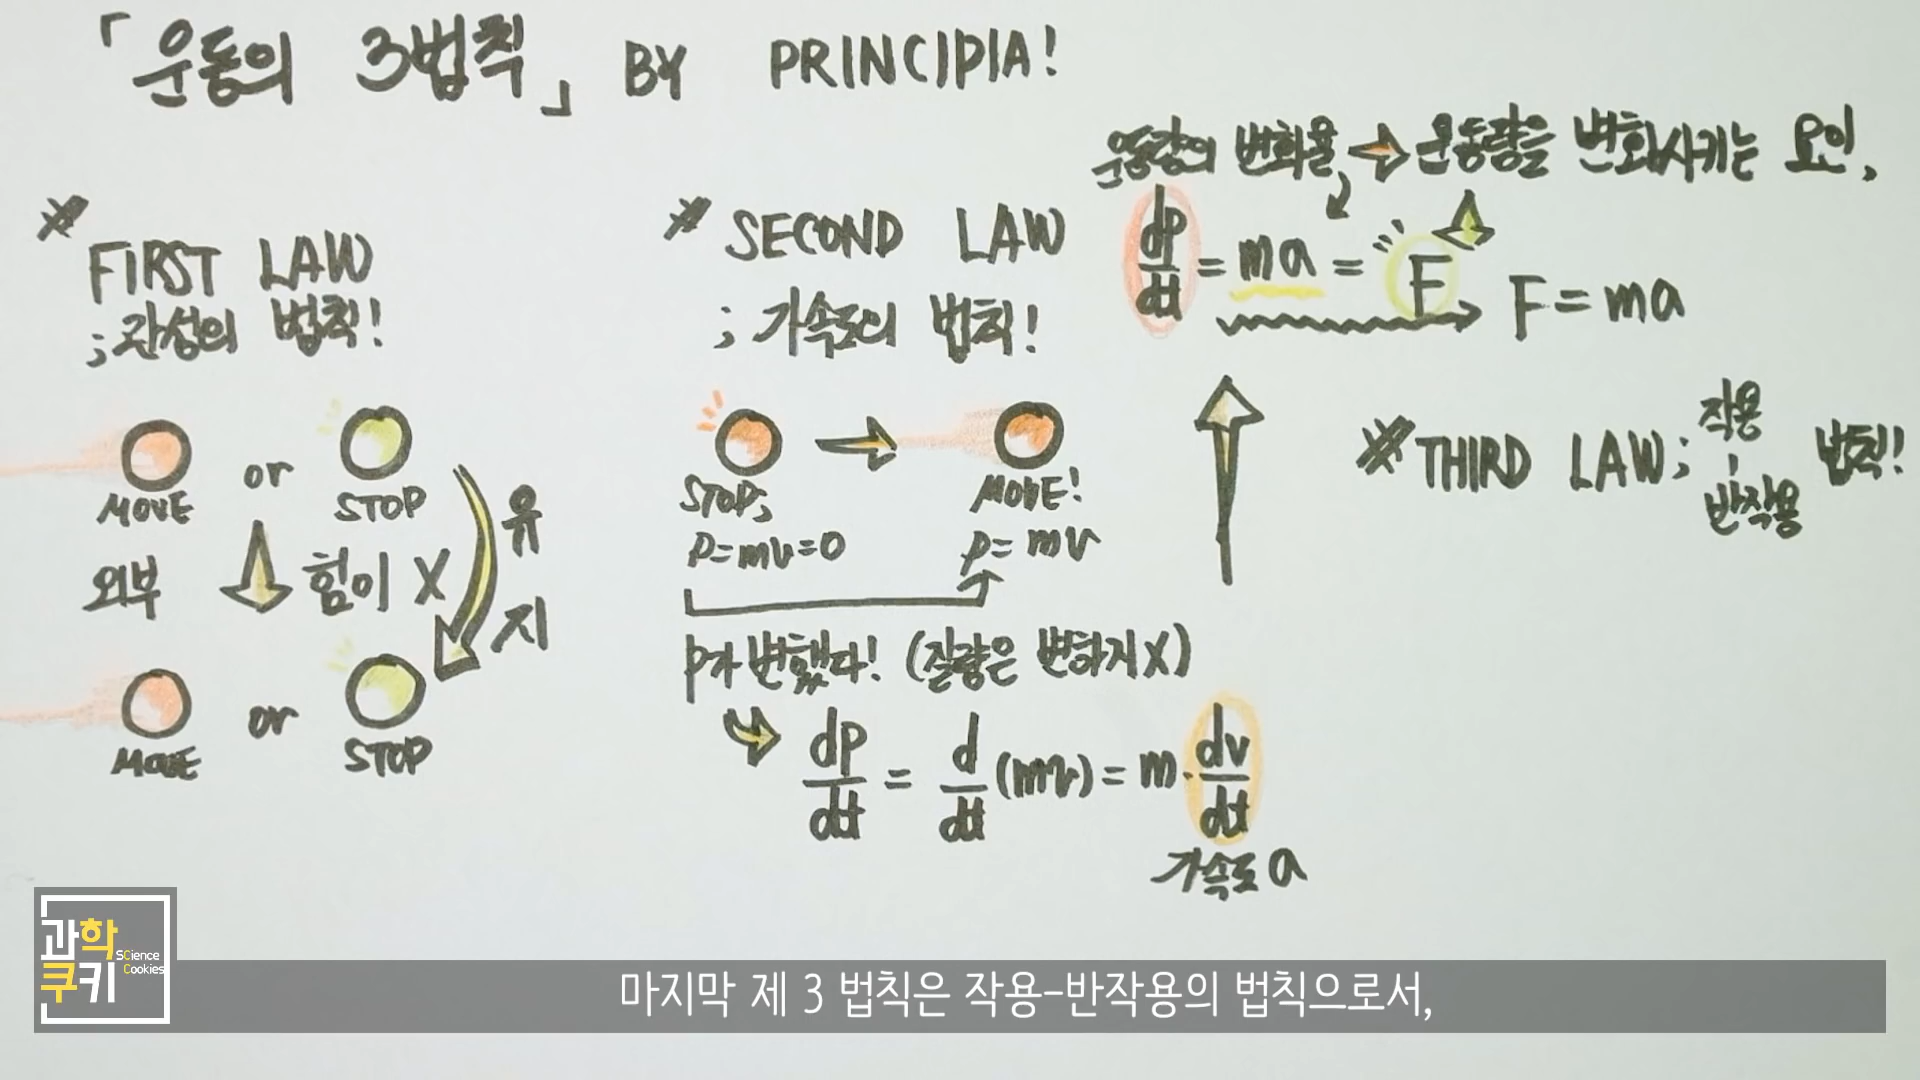 「운동의 3법칙」 BY PRINCIPIA!
※ FIRST LAW
; 관성의 법칙!
MOVE or STOP
외부 힘이 X
유지
MOVE or STOP
※ SECOND LAW
; 가속도의 법칙!
STOP; MOVE!
P=mv=0 p=mv
p가 변했다! (질량은 변하지 X)
dp/dt = d/dt (mv) = m · dv/dt
가속도 a
운동량의 변화율 → 운동량을 변화시키는 요인,
dp/dt = ma = F
F = ma
※ THIRD LAW; 작용-반작용 법칙!
과학쿠키
Science Cookies
마지막 제 3 법칙은 작용-반작용의 법칙으로서,